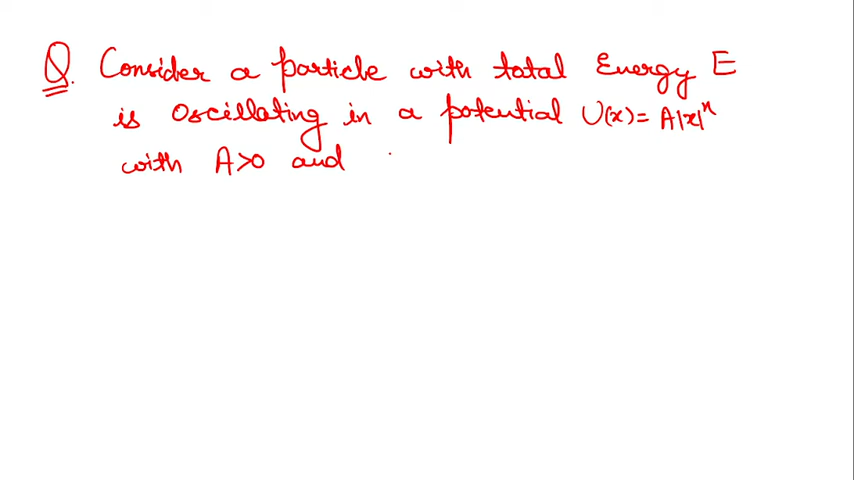 Q. Consider a particle with total Energy E
is Oscillating in a potential U(x) = A|x|ⁿ
with A>0 and